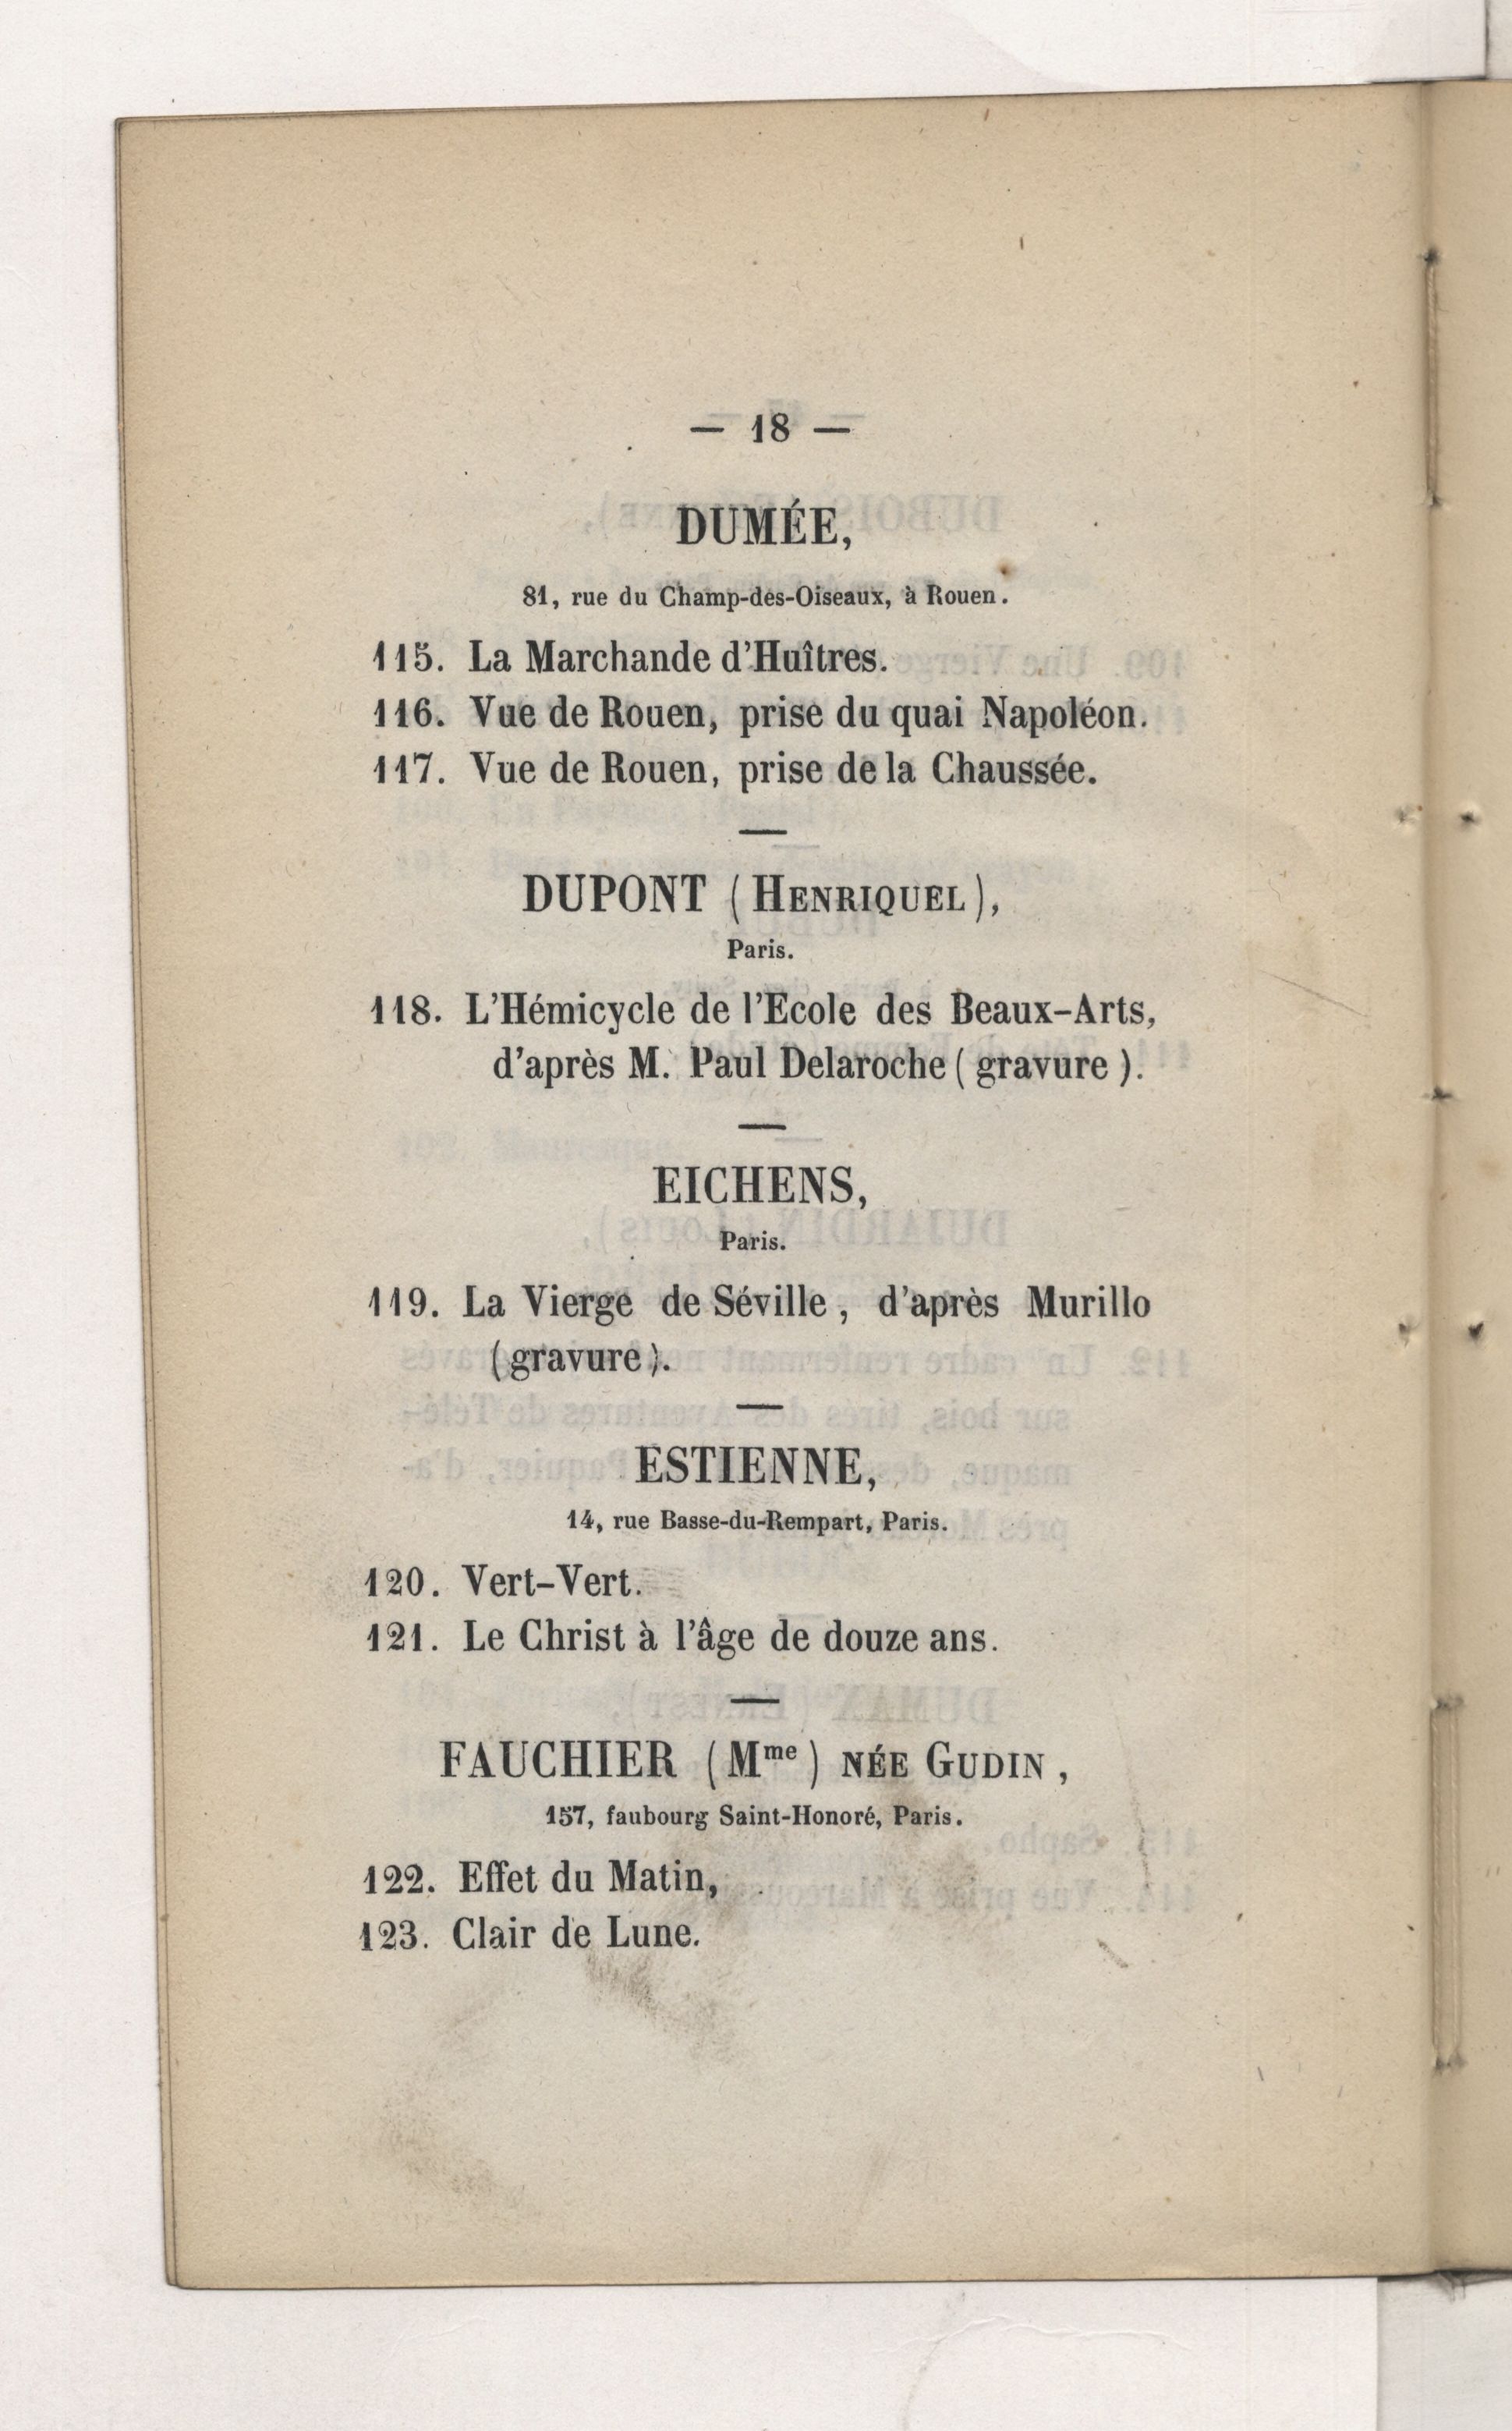 — 18 —
DUMÉE,
81, rue du Champ-des-Oiseaux, à Rouen.
115. La Marchande d'Huîtres.
116. Vue de Rouen, prise du quai Napoléon.
117. Vue de Rouen, prise de la Chaussée.
DUPONT (HENRIQUEL),
Paris.
118. L'Hémicycle de l'Ecole des Beaux-Arts,
d'après M. Paul Delaroche (gravure).
EICHENS,
Paris.
119. La Vierge de Séville, d'après Murillo
(gravure).
ESTIENNE,
14, rue Basse-du-Rempart, Paris.
120. Vert-Vert.
121. Le Christ à l'âge de douze ans.
FAUCHIER (Mme) NÉE GUDIN,
157, faubourg Saint-Honoré, Paris.
122. Effet du Matin,
123. Clair de Lune.